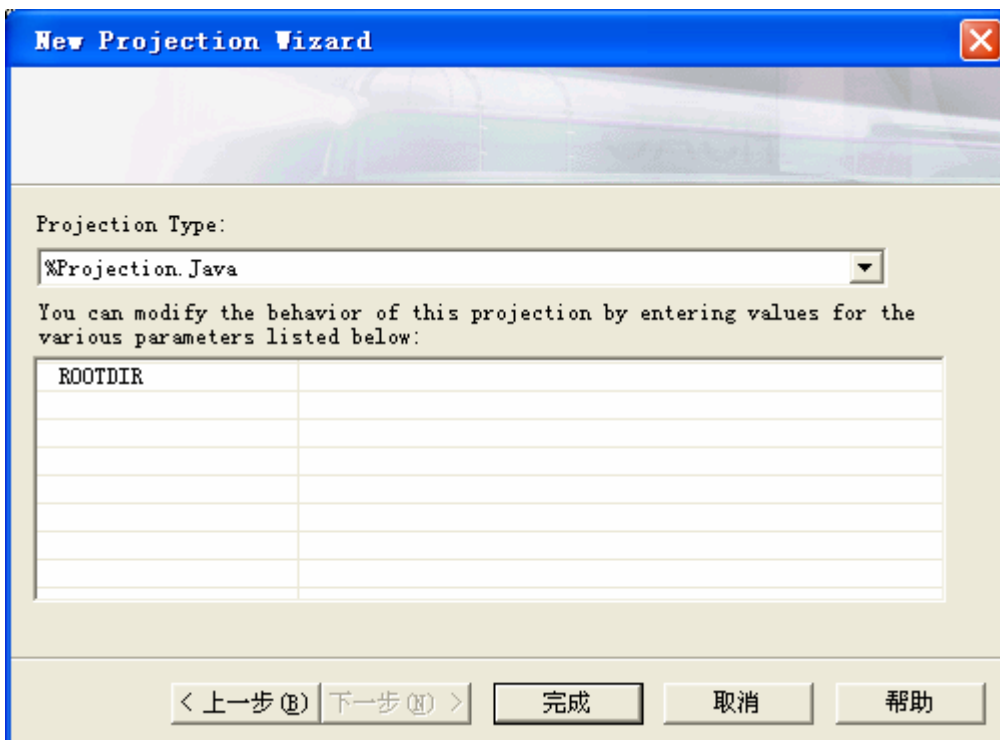 New Projection Wizard
Projection Type:
%Projection.Java
You can modify the behavior of this projection by entering values for the
various parameters listed below:
ROOTDIR
< 上一步(B) 下一步(N) > 完成 取消 帮助